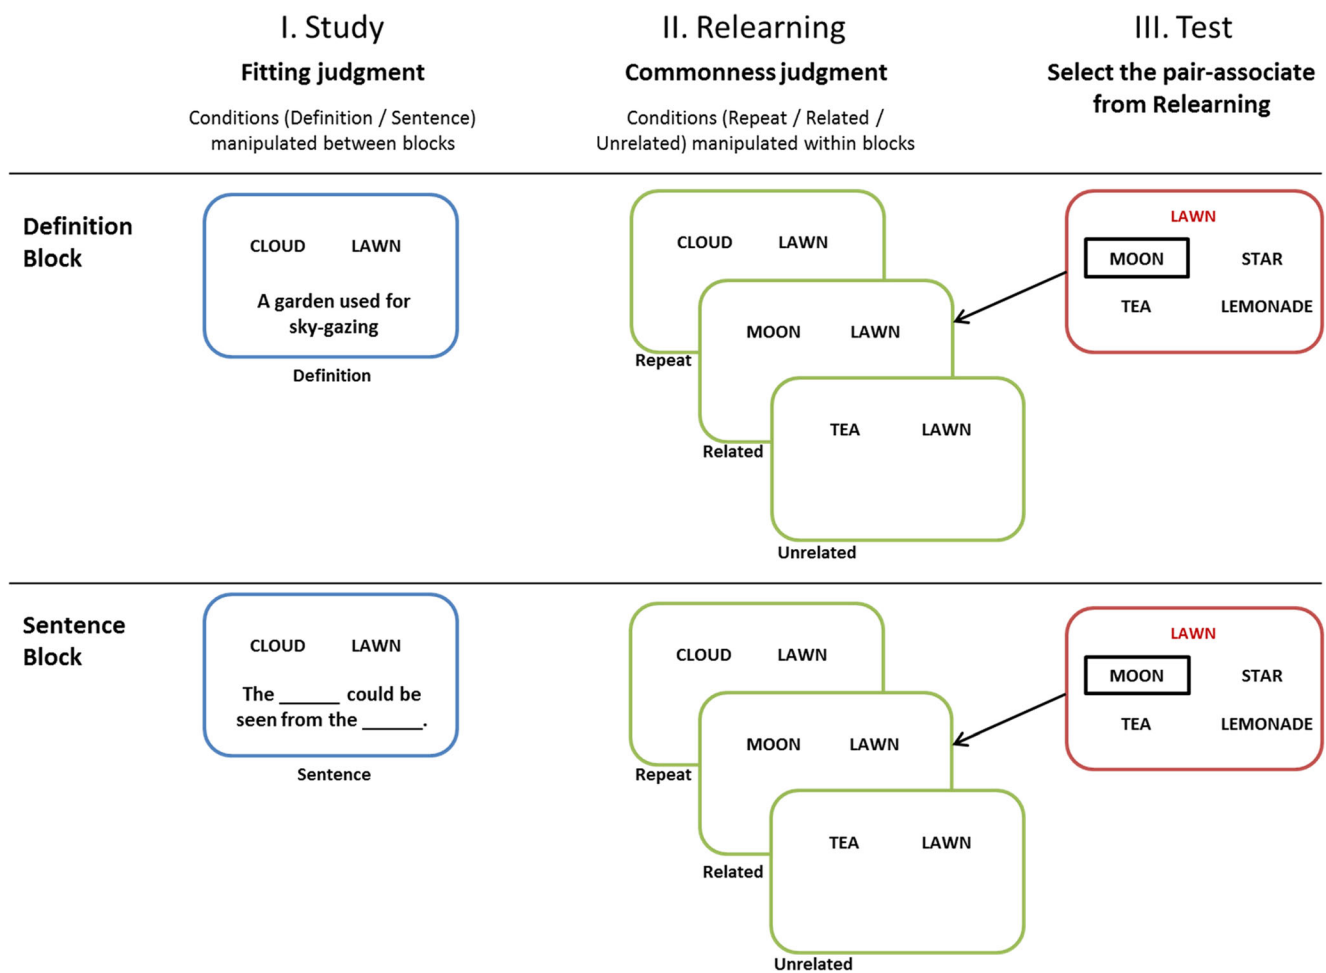 I. Study
Fitting judgment
Conditions (Definition / Sentence)
manipulated between blocks
II. Relearning
Commonness judgment
Conditions (Repeat / Related /
Unrelated) manipulated within blocks
III. Test
Select the pair-associate
from Relearning
Definition
Block
CLOUD LAWN
A garden used for
sky-gazing
Definition
CLOUD LAWN
Repeat
MOON LAWN
Related
TEA LAWN
Unrelated
LAWN
MOON STAR
TEA LEMONADE
Sentence
Block
CLOUD LAWN
The ______ could be
seen from the ______.
Sentence
CLOUD LAWN
Repeat
MOON LAWN
Related
TEA LAWN
Unrelated
LAWN
MOON STAR
TEA LEMONADE